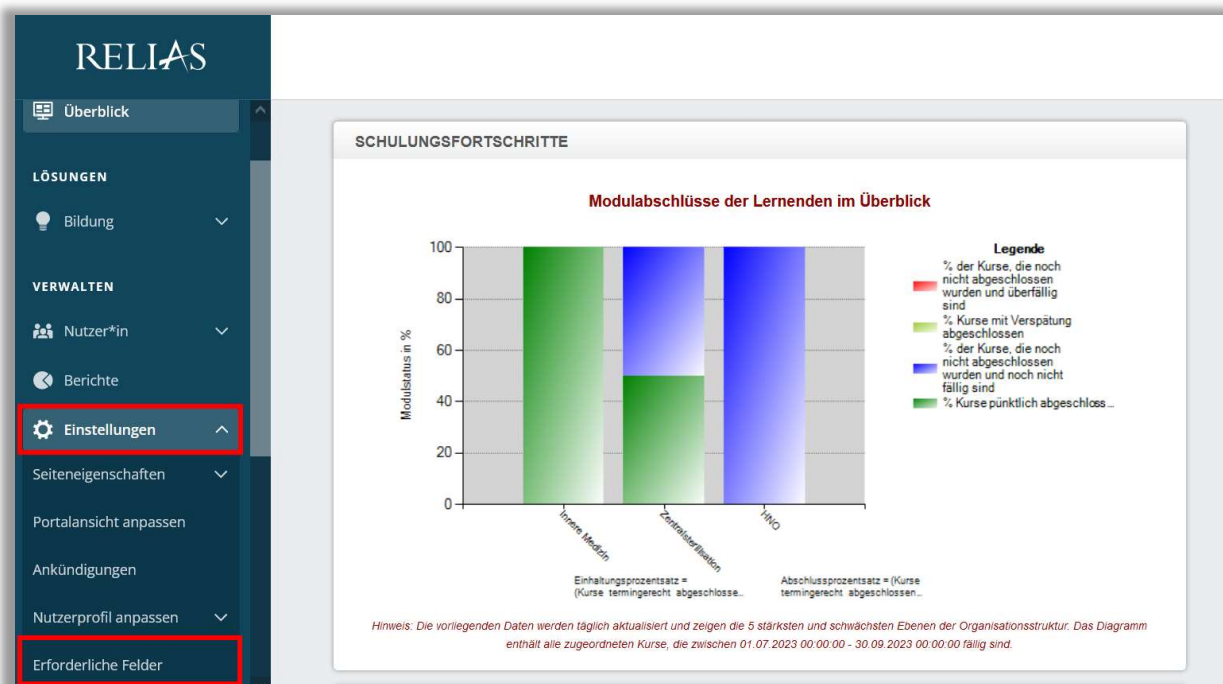 RELIAS
Überblick
LÖSUNGEN
Bildung
VERWALTEN
Nutzer*in
Berichte
Einstellungen
Seiteneigenschaften
Portalansicht anpassen
Ankündigungen
Nutzerprofil anpassen
Erforderliche Felder
SCHULUNGSFORTSCHRITTE
Modulabschlüsse der Lernenden im Überblick
Modulstatus in %
100
80
60
40
20
0
Innere Medizin
Zentralsterilisation
HNO
Legende
% der Kurse, die noch
nicht abgeschlossen
wurden und überfällig
sind
% Kurse mit Verspätung
abgeschlossen
% der Kurse, die noch
nicht abgeschlossen
wurden und noch nicht
fällig sind
% Kurse pünktlich abgeschloss...
Einhaltungsprozentsatz =
(Kurse termingerecht abgeschlosse...
Abschlussprozentsatz = (Kurse
termingerecht abgeschlossen...
Hinweis: Die vorliegenden Daten werden täglich aktualisiert und zeigen die 5 stärksten und schwächsten Ebenen der Organisationsstruktur. Das Diagramm
enthält alle zugeordneten Kurse, die zwischen 01.07.2023 00:00:00 - 30.09.2023 00:00:00 fällig sind.